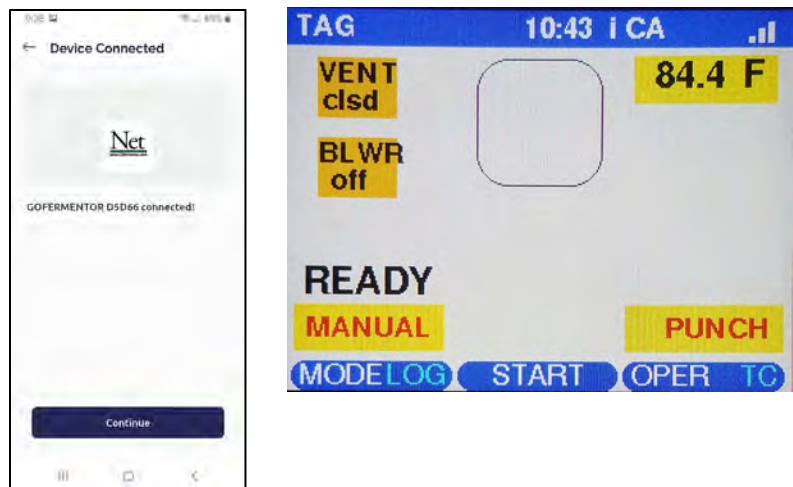 ← Device Connected
Net
GOFERMENTOR D5D66 connected!
Continue
TAG 10:43 i CA
VENT
clsd
84.4 F
BLWR
off
READY
MANUAL PUNCH
MODE LOG START OPER TC